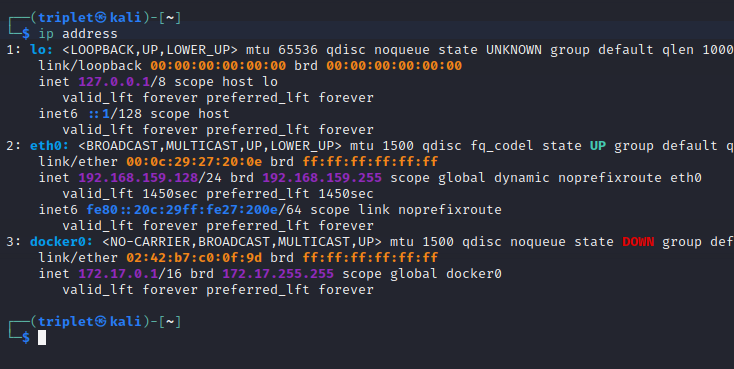 ┌──(triplet㉿kali)-[~]
└─$ ip address
1: lo: <LOOPBACK,UP,LOWER_UP> mtu 65536 qdisc noqueue state UNKNOWN group default qlen 1000
    link/loopback 00:00:00:00:00:00 brd 00:00:00:00:00:00
    inet 127.0.0.1/8 scope host lo
       valid_lft forever preferred_lft forever
    inet6 ::1/128 scope host
       valid_lft forever preferred_lft forever
2: eth0: <BROADCAST,MULTICAST,UP,LOWER_UP> mtu 1500 qdisc fq_codel state UP group default q
    link/ether 00:0c:29:27:20:0e brd ff:ff:ff:ff:ff:ff
    inet 192.168.159.128/24 brd 192.168.159.255 scope global dynamic noprefixroute eth0
       valid_lft 1450sec preferred_lft 1450sec
    inet6 fe80::20c:29ff:fe27:200e/64 scope link noprefixroute
       valid_lft forever preferred_lft forever
3: docker0: <NO-CARRIER,BROADCAST,MULTICAST,UP> mtu 1500 qdisc noqueue state DOWN group def
    link/ether 02:42:b7:c0:0f:9d brd ff:ff:ff:ff:ff:ff
    inet 172.17.0.1/16 brd 172.17.255.255 scope global docker0
       valid_lft forever preferred_lft forever
┌──(triplet㉿kali)-[~]
└─$